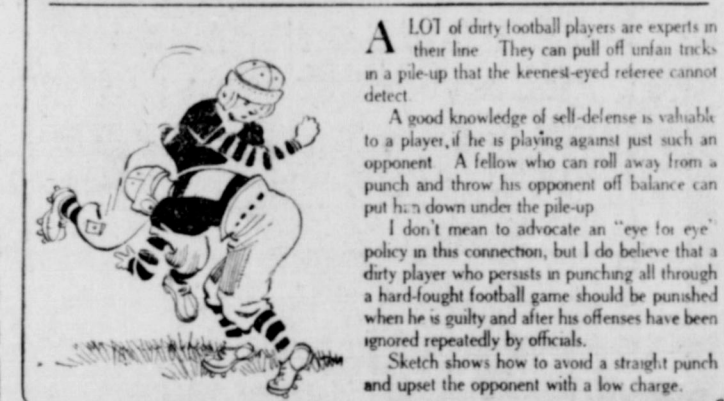 A LOT of dirty football players are experts in
their line They can pull off unfair tricks
in a pile-up that the keenest-eyed referee cannot
detect.
A good knowledge of self-defense is valuable
to a player, if he is playing against just such an
opponent. A fellow who can roll away from a
punch and throw his opponent off balance can
put him down under the pile-up
I don't mean to advocate an "eye for eye"
policy in this connection, but I do believe that a
dirty player who persists in punching all through
a hard-fought football game should be punished
when he is guilty and after his offenses have been
ignored repeatedly by officials.
Sketch shows how to avoid a straight punch
and upset the opponent with a low charge.